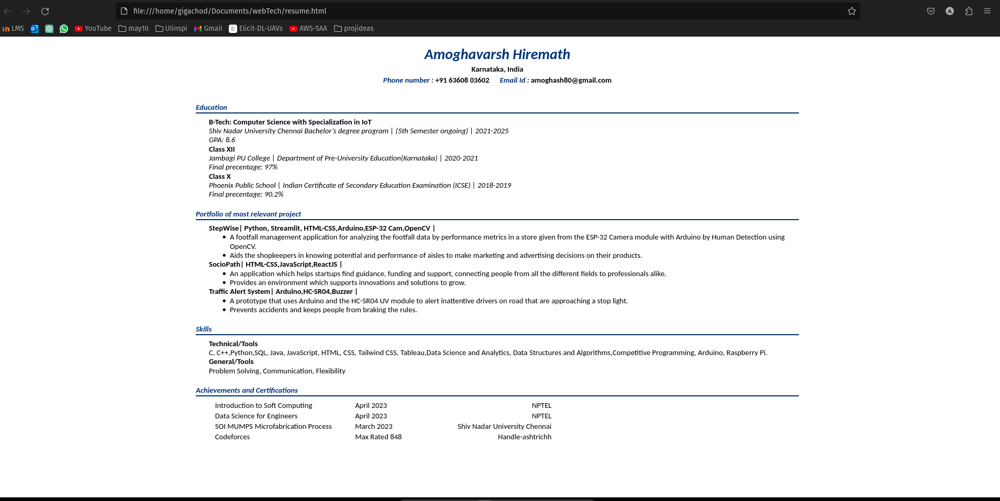 file:///home/gigachod/Documents/webTech/resume.html
LMS YouTube may10 UIinspi Gmail Elicit-DL-UAVs AWS-SAA projideas
Amoghavarsh Hiremath
Karnataka, India
Phone number : +91 63608 03602 Email Id : amoghash80@gmail.com
Education
B-Tech: Computer Science with Specialization in IoT
Shiv Nadar University Chennai Bachelor’s degree program | (5th Semester ongoing) | 2021-2025
GPA: 8.6
Class XII
Jambagi PU College | Department of Pre-University Education(Karnataka) | 2020-2021
Final precentage: 97%
Class X
Phoenix Public School | Indian Certificate of Secondary Education Examination (ICSE) | 2018-2019
Final precentage: 90.2%
Portfolio of most relevant project
StepWise| Python, Streamlit, HTML-CSS,Arduino,ESP-32 Cam,OpenCV |
• A footfall management application for analyzing the footfall data by performance metrics in a store given from the ESP-32 Camera module with Arduino by Human Detection using
OpenCV.
• Aids the shopkeepers in knowing potential and performance of aisles to make marketing and advertising decisions on their products.
SocioPath| HTML-CSS,JavaScript,ReactJS |
• An application which helps startups find guidance, funding and support, connecting people from all the different fields to professionals alike.
• Provides an environment which supports innovations and solutions to grow.
Traffic Alert System| Arduino,HC-SR04,Buzzer |
• A prototype that uses Arduino and the HC-SR04 UV module to alert inattentive drivers on road that are approaching a stop light.
• Prevents accidents and keeps people from braking the rules.
Skills
Technical/Tools
C, C++,Python,SQL, Java, JavaScript, HTML, CSS, Tailwind CSS, Tableau,Data Science and Analytics, Data Structures and Algorithms,Competitive Programming, Arduino, Raspberry Pi.
General/Tools
Problem Solving, Communication, Flexibility
Achievements and Certifications
Introduction to Soft Computing April 2023 NPTEL
Data Science for Engineers April 2023 NPTEL
SOI MUMPS Microfabrication Process March 2023 Shiv Nadar University Chennai
Codeforces Max Rated 848 Handle-ashtrichh